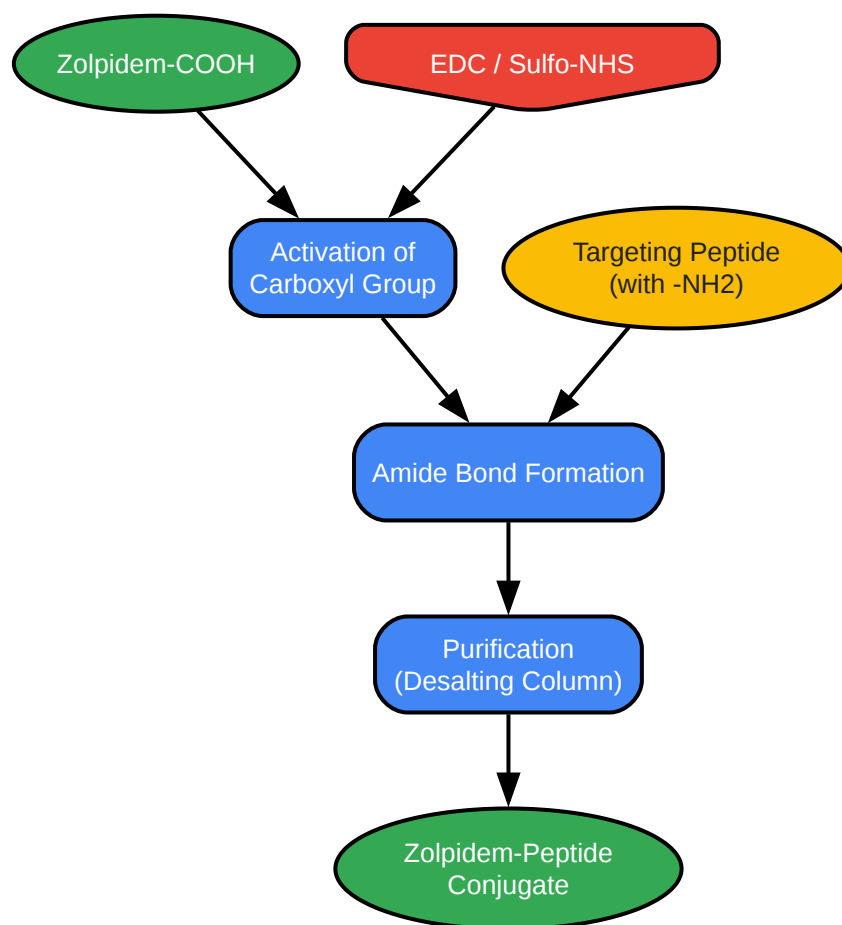 Zolpidem-COOH
EDC / Sulfo-NHS
Activation of
Carboxyl Group
Targeting Peptide
(with -NH2)
Amide Bond Formation
Purification
(Desalting Column)
Zolpidem-Peptide
Conjugate